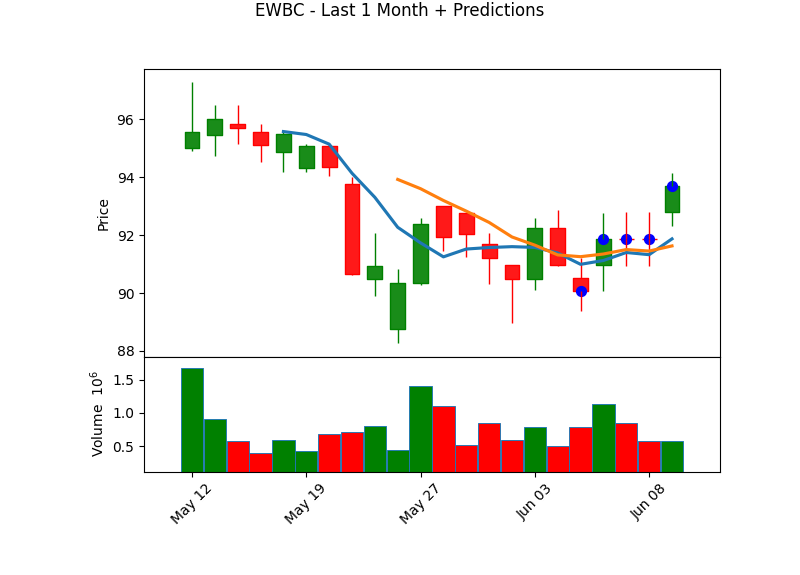 EWBC - Last 1 Month + Predictions
96
94
92
90
88
Price
1.5
1.0
0.5
Volume 10^6
May 12
May 19
May 27
Jun 03
Jun 08